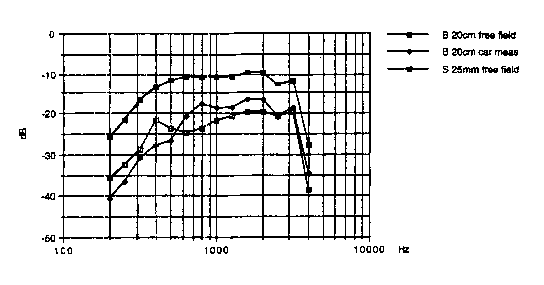 0
-10
-20
-30
-40
-50
dB
100
1000
10000
Hz
B 20cm free field
B 20cm car meas
S 25mm free field